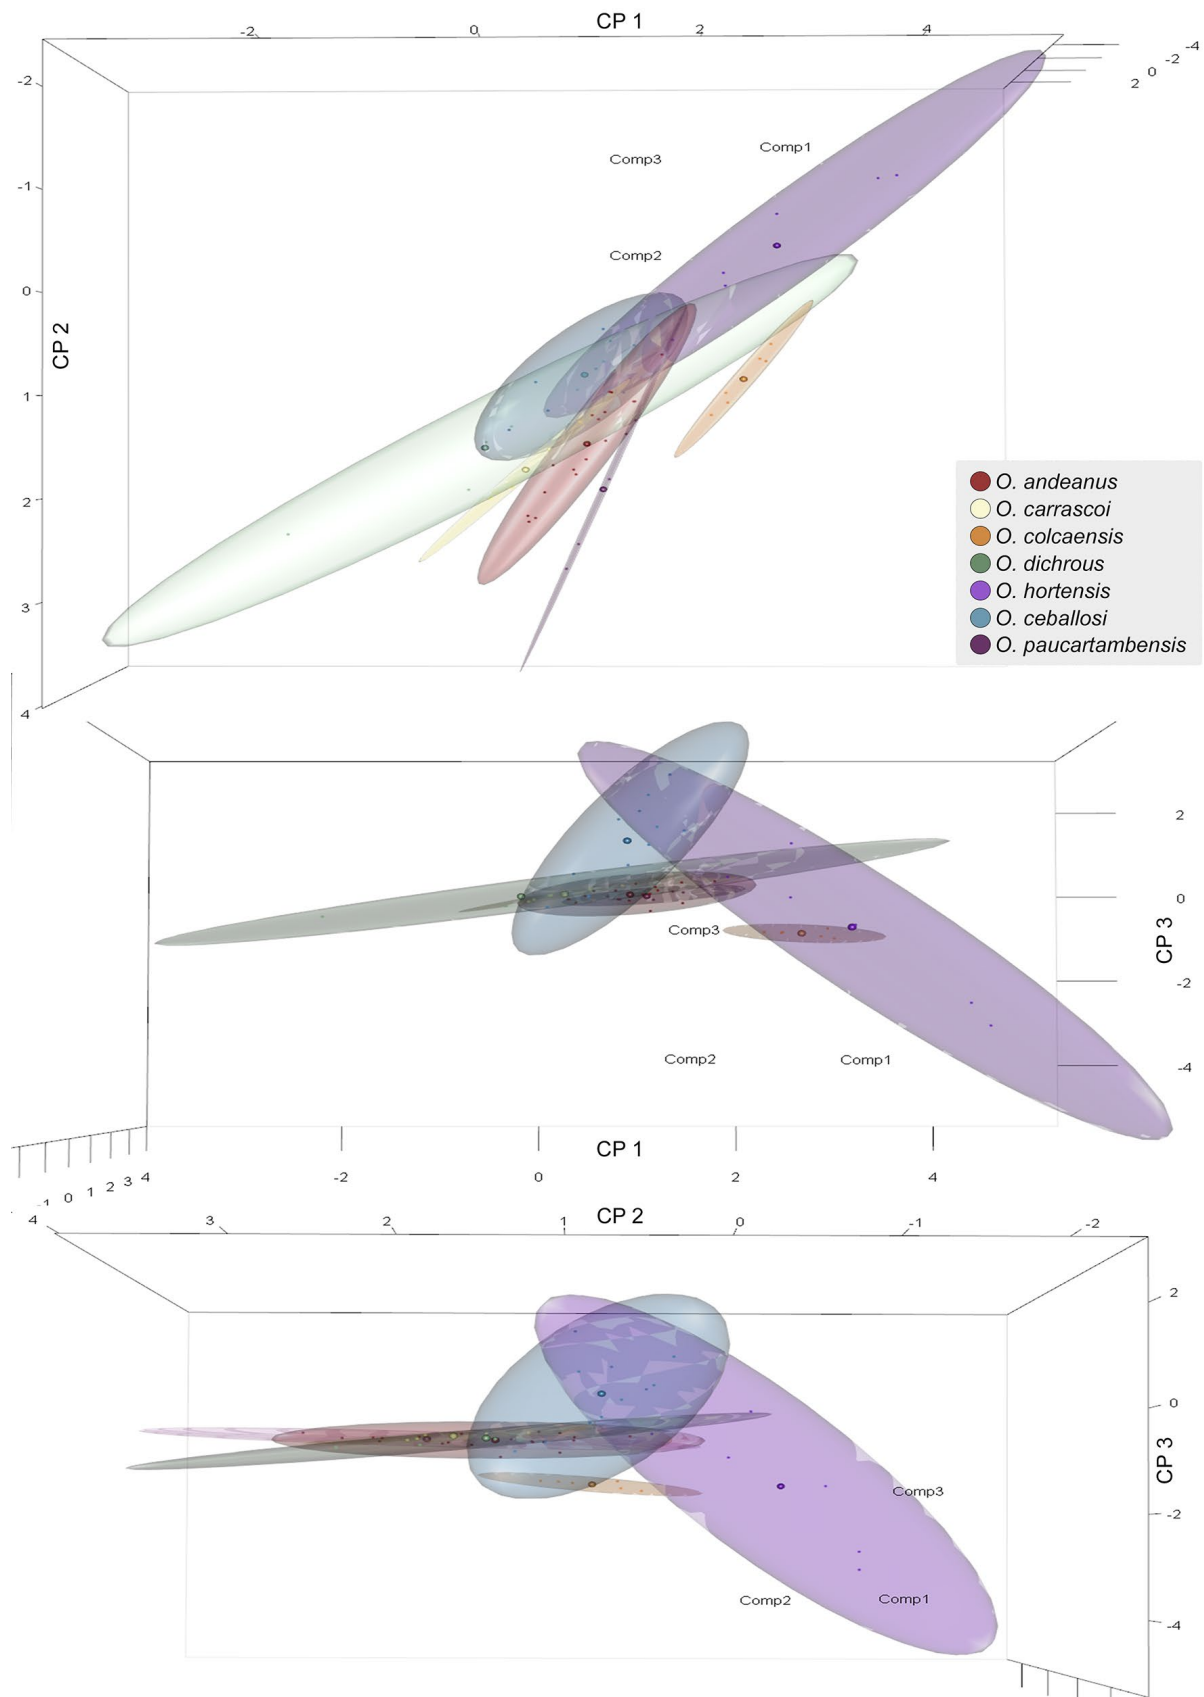 CP 1
-2 0 2 4
-4
-2
0
2
-2
-1
0
1
2
3
4
CP 2
Comp3
Comp1
Comp2
O. andeanus
O. carrascoi
O. colcaensis
O. dichrous
O. hortensis
O. ceballosi
O. paucartambensis
2
0
-2
-4
CP 3
Comp3
Comp2
Comp1
CP 1
-1 0 1 2 3 4 -2 0 2 4
CP 2
4 3 2 1 0 -1 -2
2
0
-2
-4
CP 3
Comp3
Comp2
Comp1